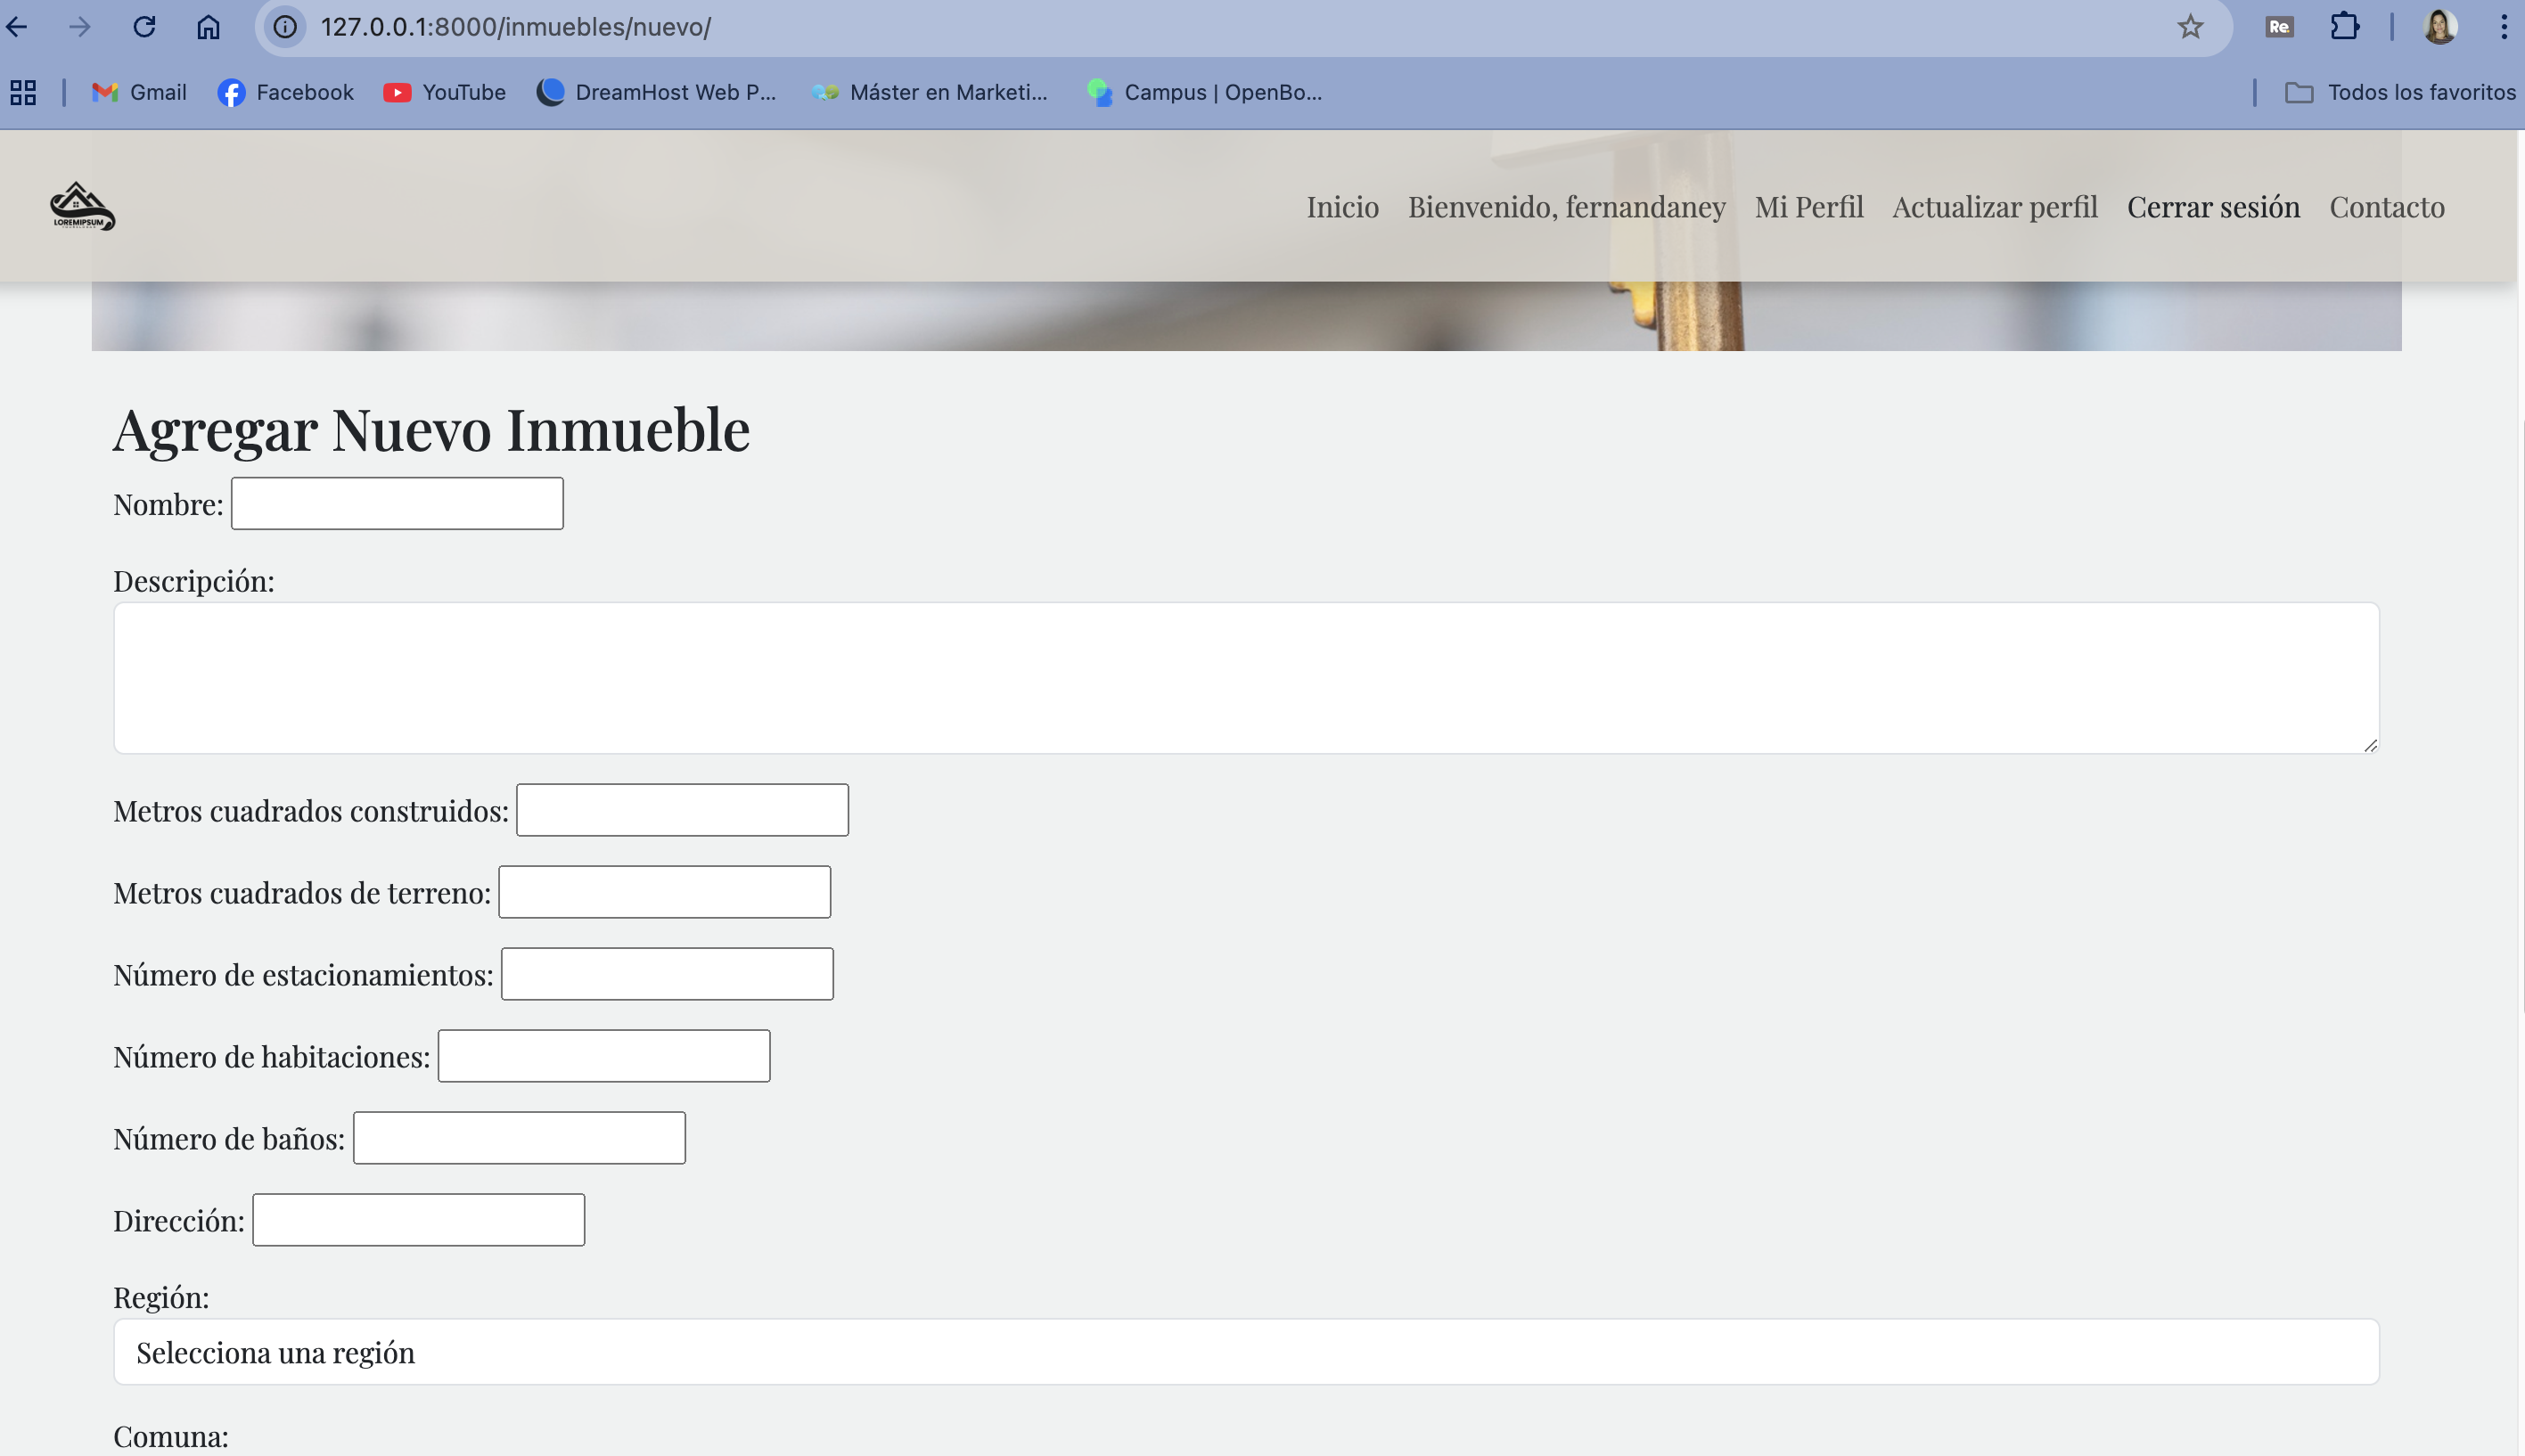 127.0.0.1:8000/inmuebles/nuevo/
Re
Gmail
Facebook
YouTube
DreamHost Web P...
Máster en Marketi...
Campus | OpenBo...
Todos los favoritos
LOREMIPSUM
Inicio
Bienvenido, fernandaney
Mi Perfil
Actualizar perfil
Cerrar sesión
Contacto
Agregar Nuevo Inmueble
Nombre:
Descripción:
Metros cuadrados construidos:
Metros cuadrados de terreno:
Número de estacionamientos:
Número de habitaciones:
Número de baños:
Dirección:
Región:
Selecciona una región
Comuna: